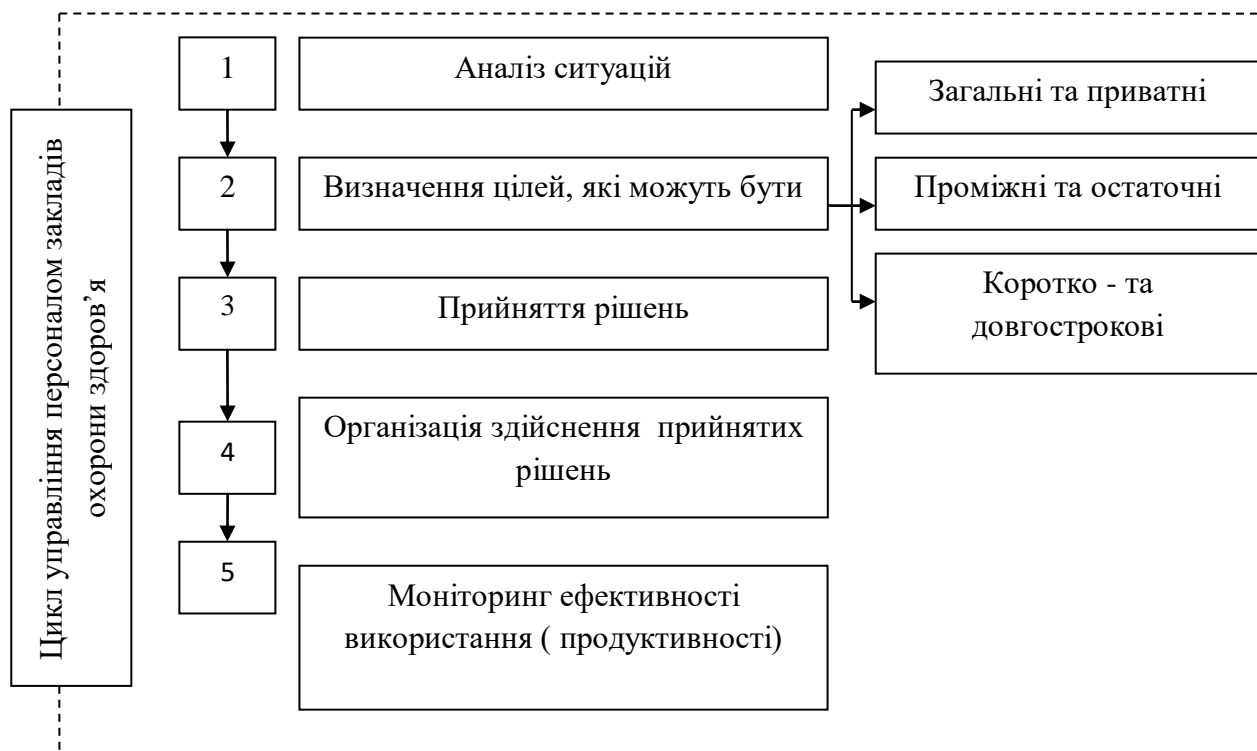 Цикл управління персоналом закладів
охорони здоров’я
1
Аналіз ситуацій
2
Визначення цілей, які можуть бути
Загальні та приватні
Проміжні та остаточні
Коротко - та
довгострокові
3
Прийняття рішень
4
Організація здійснення прийнятих
рішень
5
Моніторинг ефективності
використання ( продуктивності)